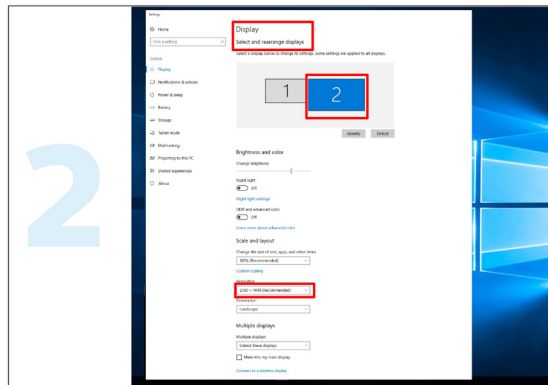 2
Settings
Home
Find a setting
System
Display
Notifications & actions
Power & sleep
Battery
Storage
Tablet mode
Multitasking
Projecting to this PC
Shared experiences
About
Display
Select and rearrange displays
Select a display below to change its settings. Some settings are applied to all displays.
1
2
Identify
Detect
Brightness and color
Change brightness
Night light
Off
Night light settings
HDR and advanced color
Off
Learn more about advanced color
Scale and layout
Change the size of text, apps, and other items
100% (Recommended)
Custom scaling
Resolution
(Recommended)
Orientation
Landscape
Multiple displays
Multiple displays
Extend these displays
Make this my main display
Connect to a wireless display